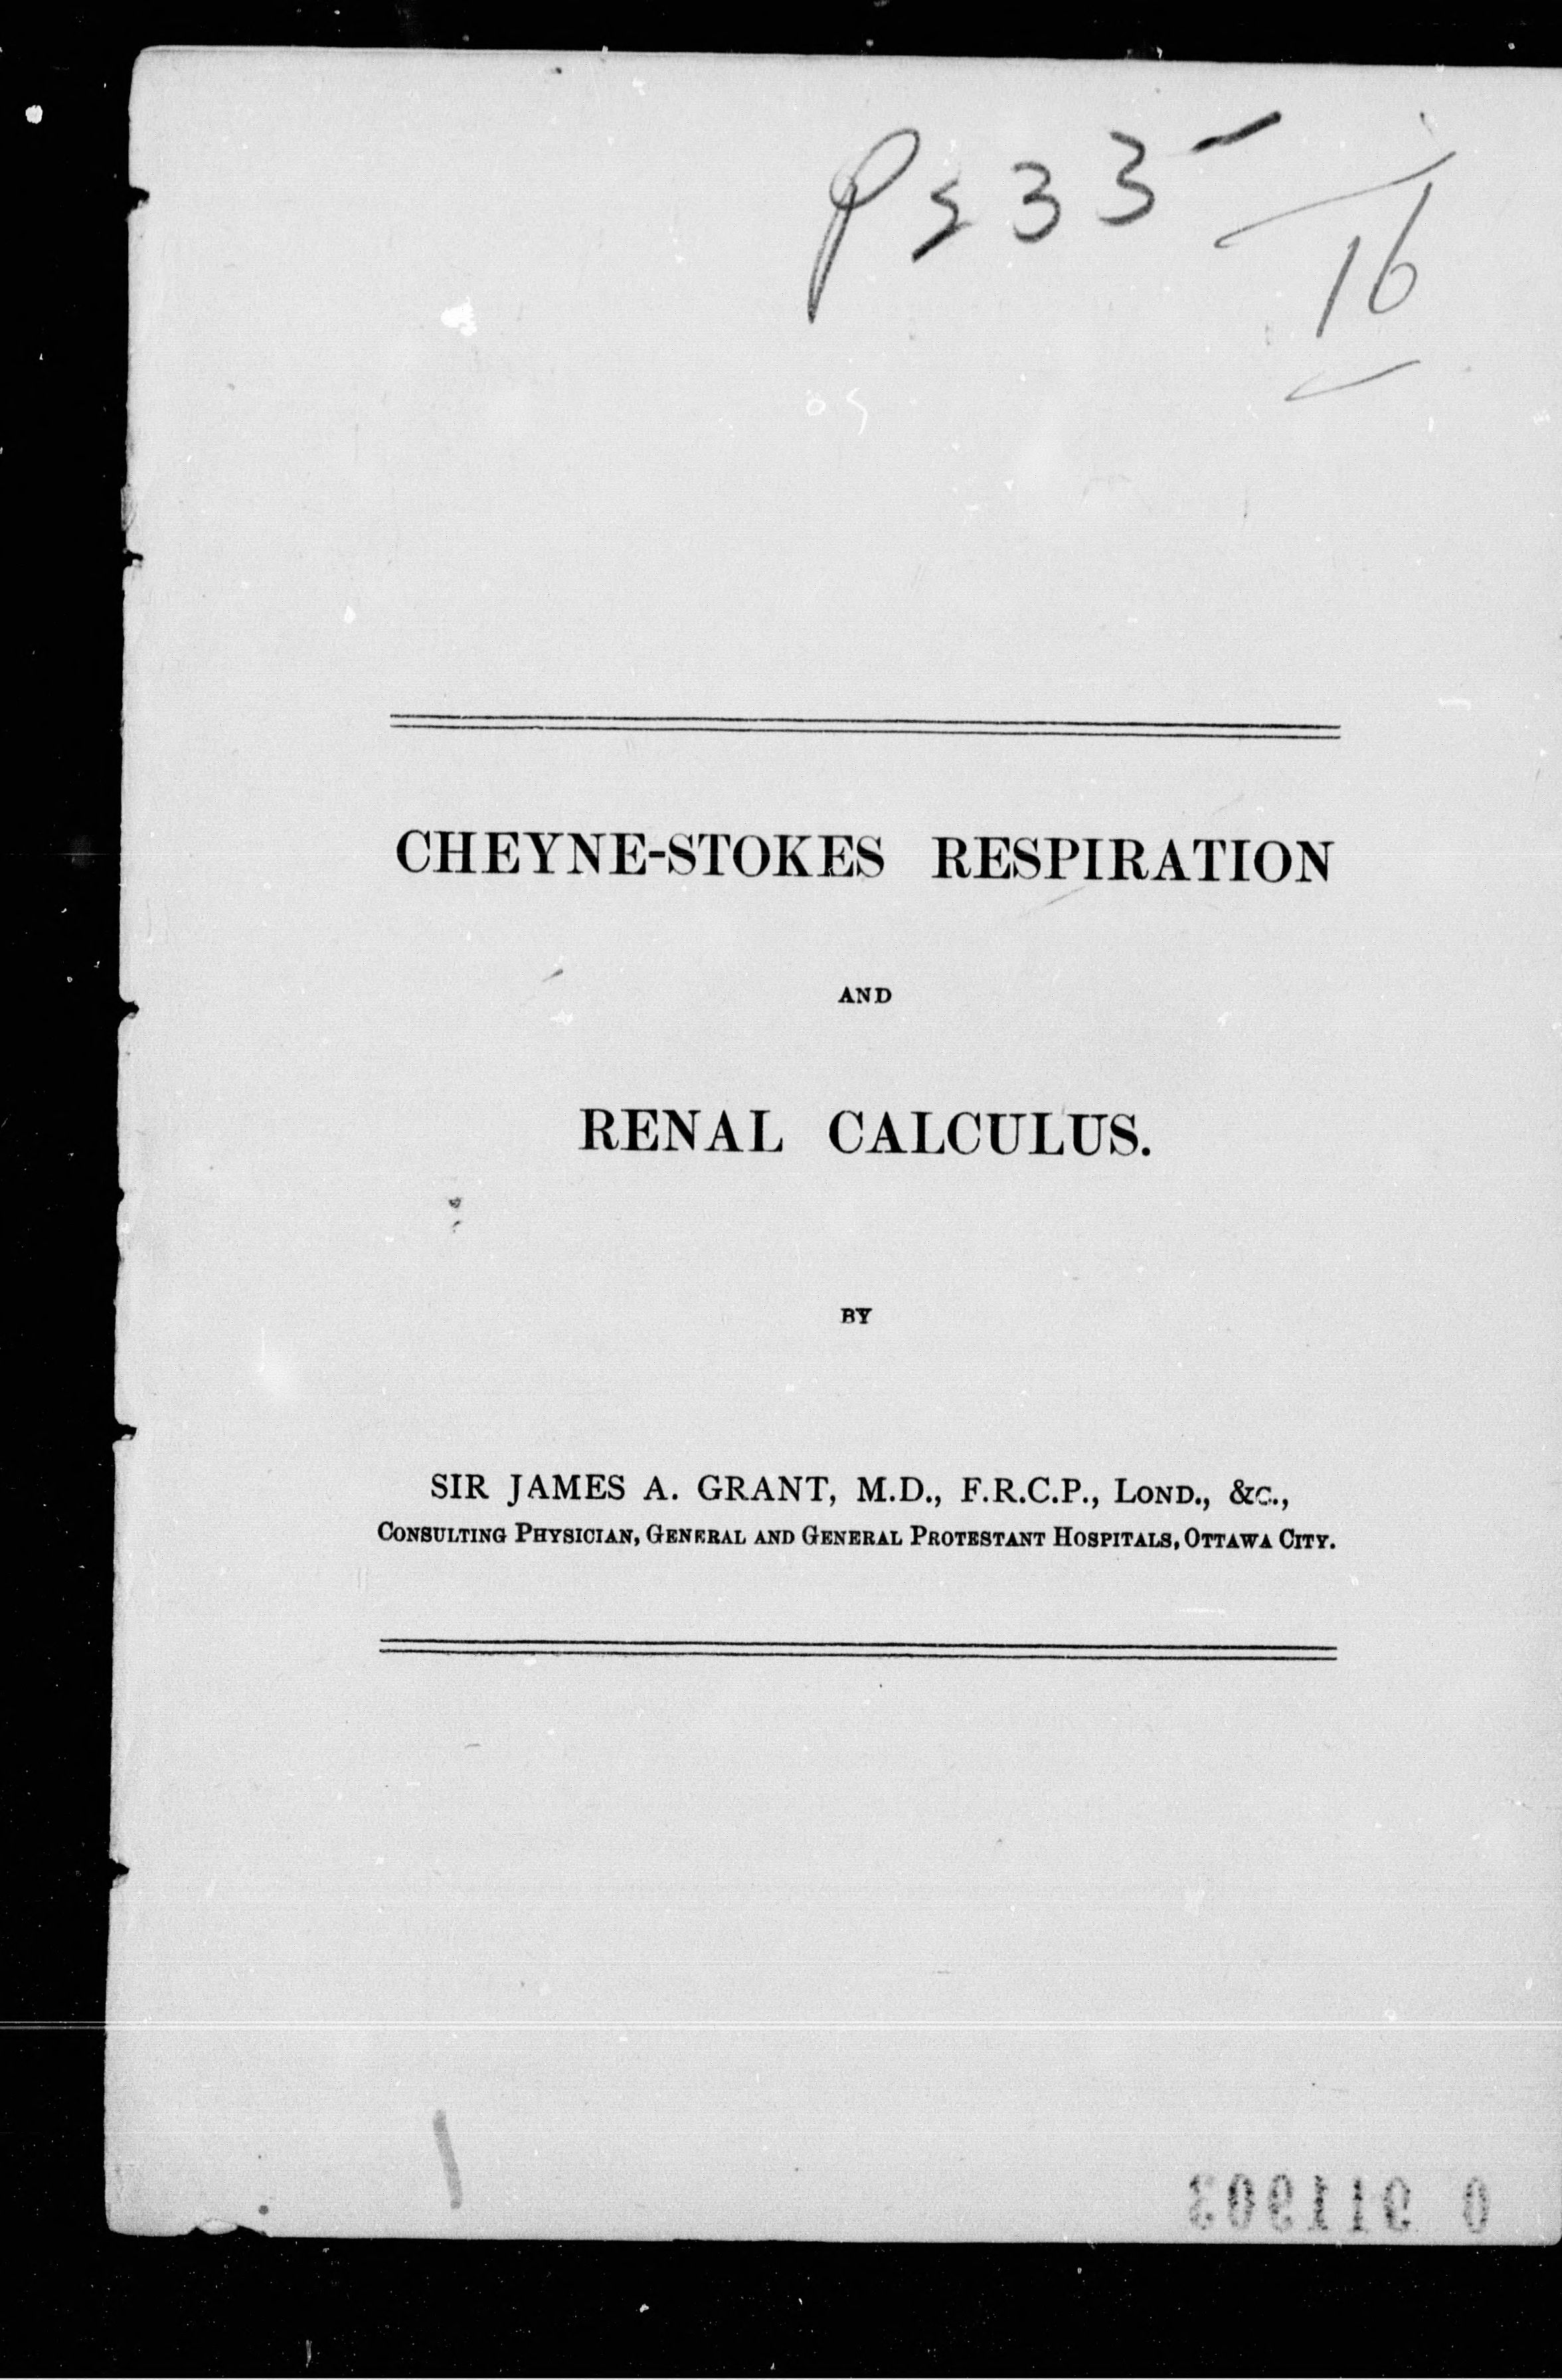 16
CHEYNE-STOKES RESPIRATION
AND
RENAL CALCULUS.
BY
SIR JAMES A. GRANT, M.D., F.R.C.P., LOND., &c.,
CONSULTING PHYSICIAN, GENERAL AND GENERAL PROTESTANT HOSPITALS, OTTAWA CITY.